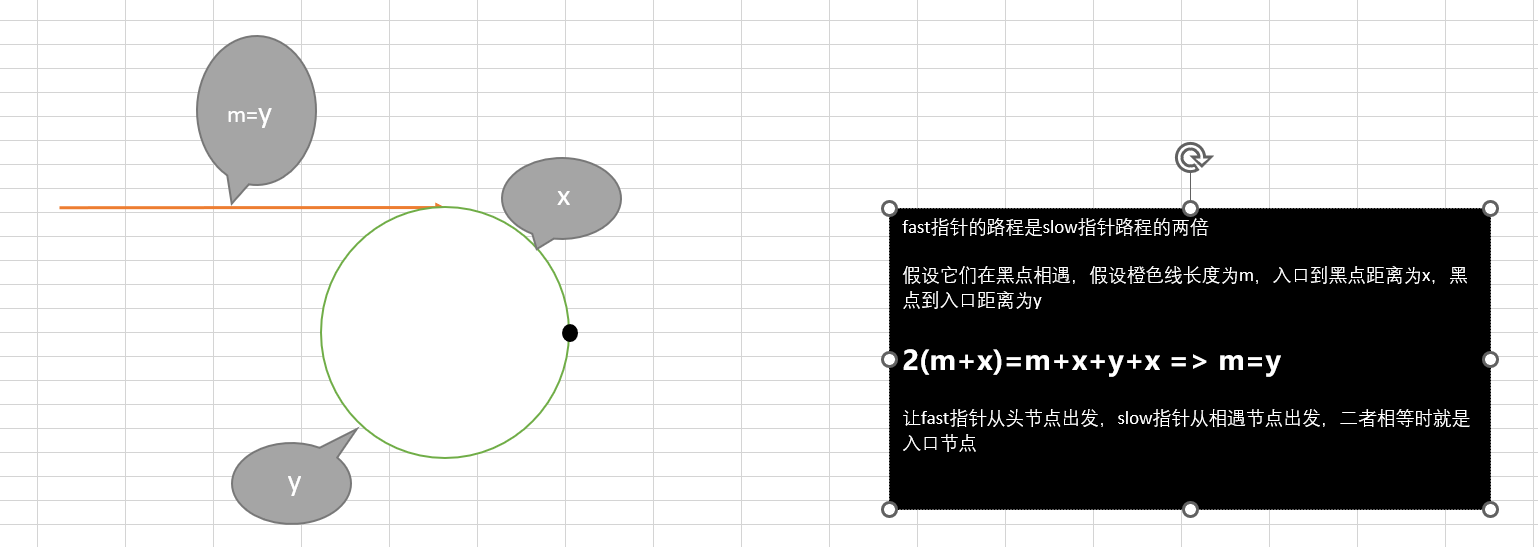 m=y
x
y
fast指针的路程是slow指针路程的两倍
假设它们在黑点相遇，假设橙色线长度为m，入口到黑点距离为x，黑
点到入口距离为y
2(m+x)=m+x+y+x => m=y
让fast指针从头节点出发，slow指针从相遇节点出发，二者相等时就是
入口节点